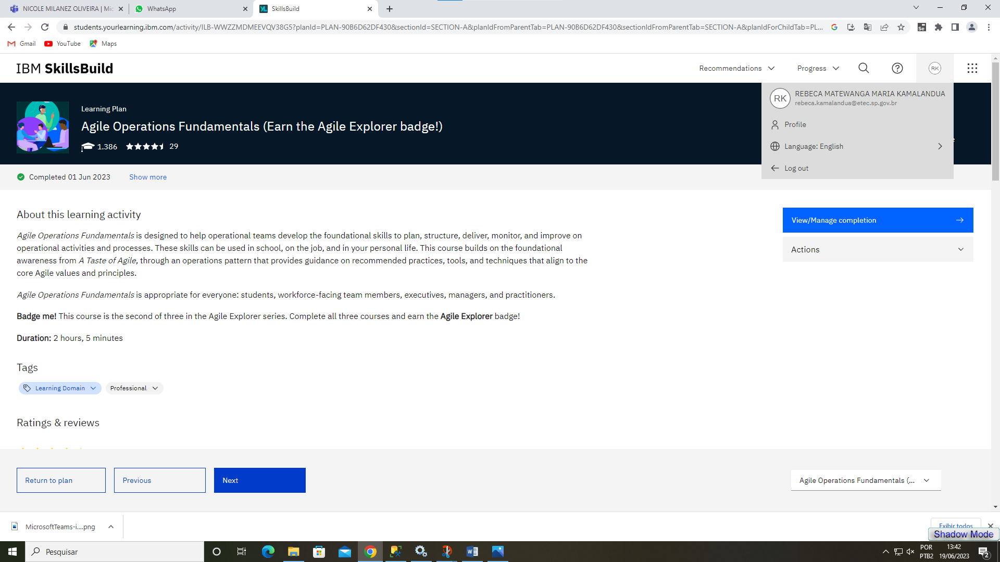 NICOLE MILANEZ OLIVEIRA | Mic
WhatsApp
SkillsBuild
students.yourlearning.ibm.com/activity/ILB-WWZZMDMEEVQV38G5?planId=PLAN-90B6D62DF430&sectionId=SECTION-A&planIdFromParentTab=PLAN-90B6D62DF430&sectionIdFromParentTab=SECTION-A&planIdForChildTab=PL...
Gmail
YouTube
Maps
IBM SkillsBuild
Recommendations
Progress
RK
RK
REBECA MATEWANGA MARIA KAMALANDUA
rebeca.kamalandua@etec.sp.gov.br
Profile
Language: English
Log out
Learning Plan
Agile Operations Fundamentals (Earn the Agile Explorer badge!)
1.386
29
Completed 01 Jun 2023
Show more
About this learning activity
Agile Operations Fundamentals is designed to help operational teams develop the foundational skills to plan, structure, deliver, monitor, and improve on
operational activities and processes. These skills can be used in school, on the job, and in your personal life. This course builds on the foundational
awareness from A Taste of Agile, through an operations pattern that provides guidance on recommended practices, tools, and techniques that align to the
core Agile values and principles.
Agile Operations Fundamentals is appropriate for everyone: students, workforce-facing team members, executives, managers, and practitioners.
Badge me! This course is the second of three in the Agile Explorer series. Complete all three courses and earn the Agile Explorer badge!
Duration: 2 hours, 5 minutes
View/Manage completion
Actions
Tags
Learning Domain
Professional
Ratings & reviews
Return to plan
Previous
Next
Agile Operations Fundamentals (...
MicrosoftTeams-i....png
Exibir todos
Shadow Mode
Pesquisar
POR
PTB2
13:42
19/06/2023
2